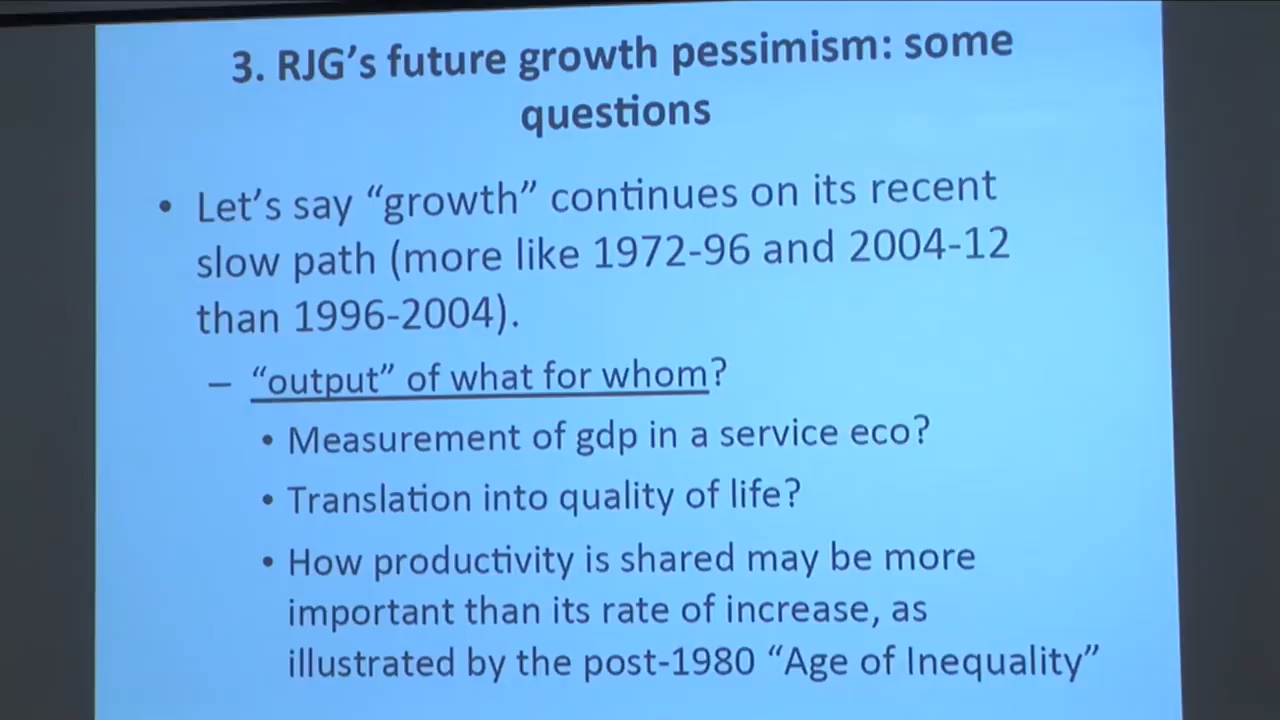 3. RJG’s future growth pessimism: some
questions
• Let’s say “growth” continues on its recent
slow path (more like 1972-96 and 2004-12
than 1996-2004).
– “output” of what for whom?
• Measurement of gdp in a service eco?
• Translation into quality of life?
• How productivity is shared may be more
important than its rate of increase, as
illustrated by the post-1980 “Age of Inequality”